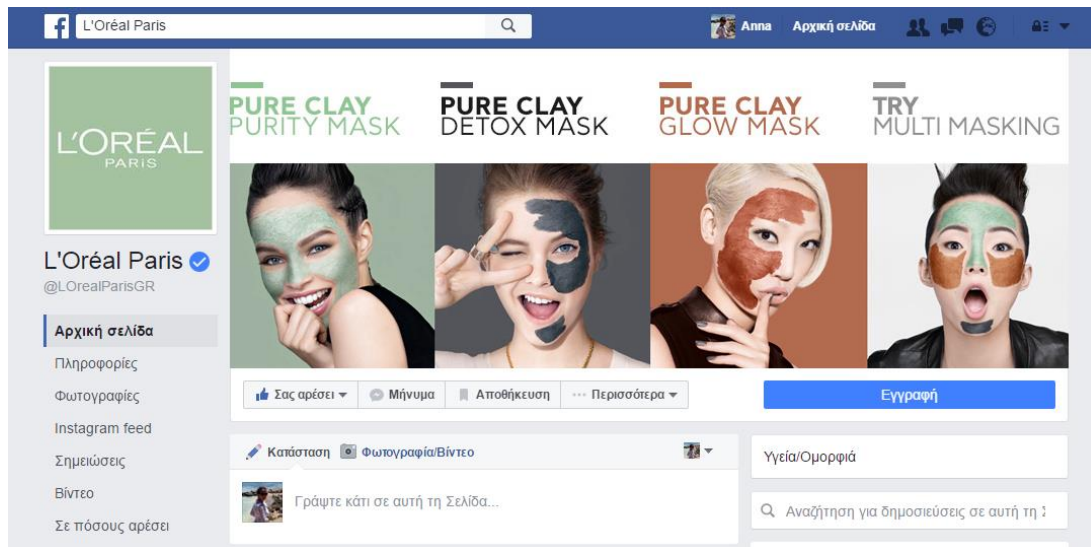 L'Oréal Paris
Anna Αρχική σελίδα
L'ORÉAL
PARIS
PURE CLAY
PURITY MASK
PURE CLAY
DETOX MASK
PURE CLAY
GLOW MASK
TRY
MULTI MASKING
L'Oréal Paris
@LOrealParisGR
Αρχική σελίδα
Πληροφορίες
Φωτογραφίες
Instagram feed
Σημειώσεις
Βίντεο
Σε πόσους αρέσει
Σας αρέσει
Μήνυμα
Αποθήκευση
Περισσότερα
Εγγραφή
Κατάσταση
Φωτογραφία/Βίντεο
Γράψτε κάτι σε αυτή τη Σελίδα...
Υγεία/Ομορφιά
Αναζήτηση για δημοσιεύσεις σε αυτή τη